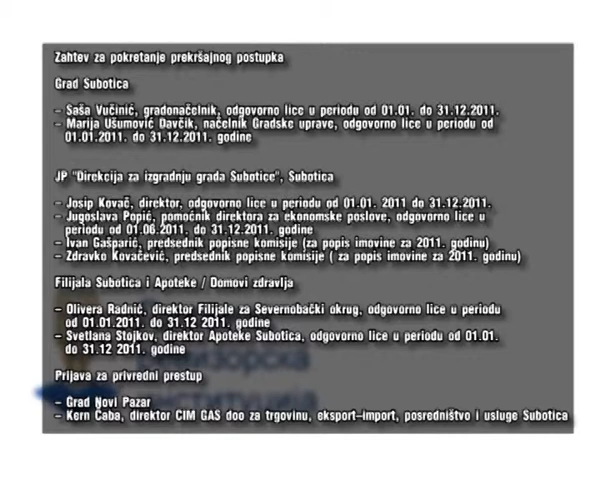 Zahtev za pokretanje prekršajnog postupka
Grad Subotica
– Saša Vučinić, gradonačelnik, odgovorno lice u periodu od 01.01. do 31.12.2011.
– Marija Ušumović Davčik, načelnik Gradske uprave, odgovorno lice u periodu od
01.01.2011. do 31.12.2011. godine
JP "Direkcija za izgradnju grada Subotice", Subotica
– Josip Kovač, direktor, odgovorno lice u periodu od 01.01. 2011 do 31.12.2011.
– Jugoslava Popić, pomoćnik direktora za ekonomske poslove, odgovorno lice u
periodu od 01.06.2011. do 31.12.2011. godine
– Ivan Gašparić, predsednik popisne komisije (za popis imovine za 2011. godinu)
– Zdravko Kovačević, predsednik popisne komisije ( za popis imovine za 2011. godinu)
Filijala Subotica i Apoteke / Domovi zdravlja
– Olivera Radnić, direktor Filijale za Severnobački okrug, odgovorno lice u periodu
od 01.01.2011. do 31.12 2011. godine
– Svetlana Stojkov, direktor Apoteke Subotica, odgovorno lice u periodu od 01.01.
do 31.12 2011. godine
Prijava za privredni prestup
– Grad Novi Pazar
– Kern Čaba, direktor CIM GAS doo za trgovinu, eksport–import, posredništvo i usluge Subotica